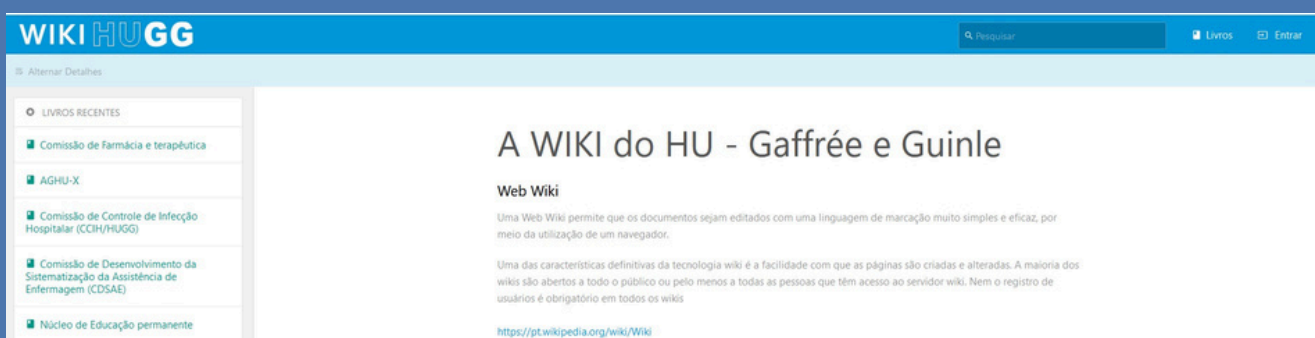 WIKI HUGG
Pesquisar
Livros
Entrar
Alternar Detalhes
LIVROS RECENTES
Comissão de Farmácia e terapêutica
AGHU-X
Comissão de Controle de Infecção
Hospitalar (CCIH/HUGG)
Comissão de Desenvolvimento da
Sistematização da Assistência de
Enfermagem (CDSAE)
Núcleo de Educação permanente
A WIKI do HU - Gaffrée e Guinle
Web Wiki
Uma Web Wiki permite que os documentos sejam editados com uma linguagem de marcação muito simples e eficaz, por
meio da utilização de um navegador.
Uma das características definitivas da tecnologia wiki é a facilidade com que as páginas são criadas e alteradas. A maioria dos
wikis são abertos a todo o público ou pelo menos a todas as pessoas que têm acesso ao servidor wiki. Nem o registro de
usuários é obrigatório em todos os wikis
https://pt.wikipedia.org/wiki/Wiki